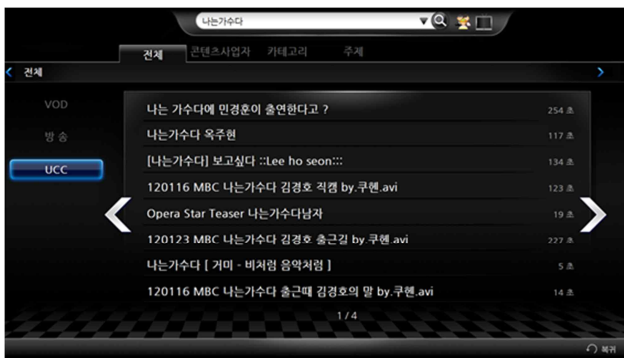 나는가수다
전체 콘텐츠사업자 카테고리 주제
전체
VOD
방송
UCC
나는 가수다에 민경훈이 출연한다고 ? 254 초
나는가수다 옥주현 117 초
[나는가수다] 보고싶다 ::Lee ho seon::: 134 초
120116 MBC 나는가수다 김경호 직캠 by.쿠헨.avi 123 초
Opera Star Teaser 나는가수다남자 19 초
120123 MBC 나는가수다 김경호 출근길 by.쿠헨.avi 227 초
나는가수다 [ 거미 - 비처럼 음악처럼 ] 5 초
120116 MBC 나는가수다 출근때 김경호의 말 by.쿠헨.avi 14 초
1 / 4
복귀